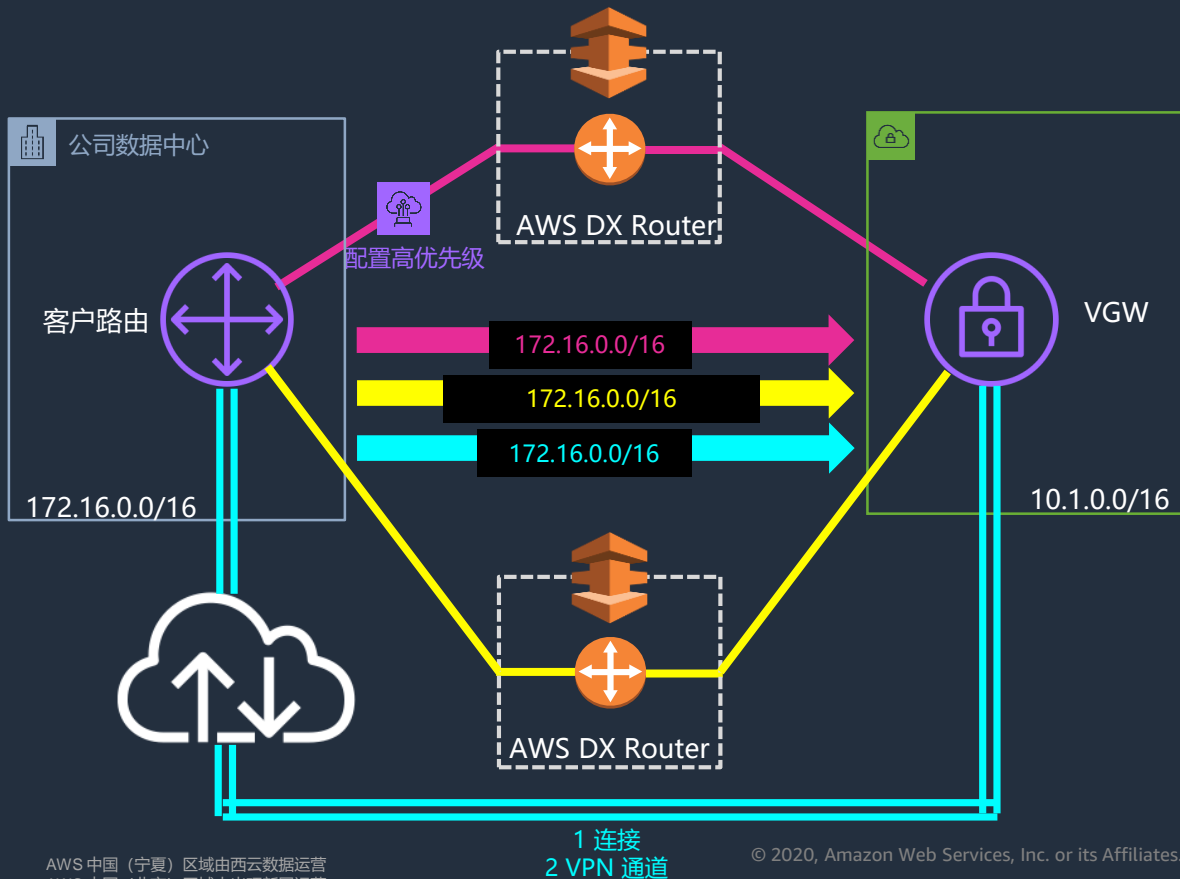 公司数据中心
AWS DX Router
配置高优先级
客户路由
VGW
172.16.0.0/16
172.16.0.0/16
172.16.0.0/16
172.16.0.0/16
10.1.0.0/16
AWS DX Router
1 连接
2 VPN 通道
AWS 中国（宁夏）区域由西云数据运营
© 2020, Amazon Web Services, Inc. or its Affiliates.